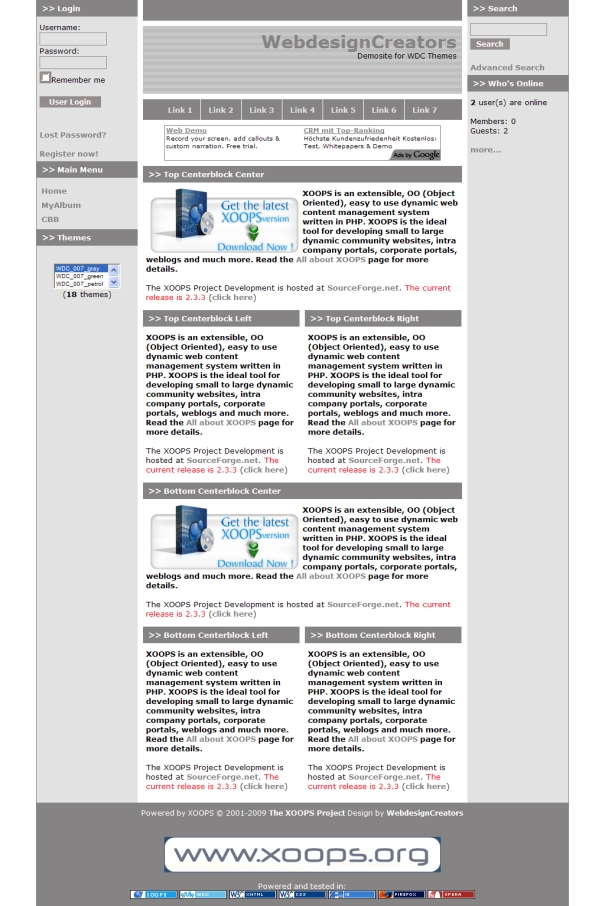 >> Login
Username:
Password:
Remember me
User Login
Lost Password?
Register now!
>> Main Menu
Home
MyAlbum
CBB
>> Themes
WDC_007_gray
WDC_007_green
WDC_007_petrol
(18 themes)
WebdesignCreators
Demosite for WDC Themes
Link 1 Link 2 Link 3 Link 4 Link 5 Link 6 Link 7
Web Demo
Record your screen, add callouts &
custom narration. Free trial.
CRM mit Top-Ranking
Höchste Kundenzufriedenheit Kostenlos:
Test, Whitepapers & Demo
Ads by Google
>> Top Centerblock Center
Get the latest
XOOPSversion
Download Now !
XOOPS is an extensible, OO (Object
Oriented), easy to use dynamic web
content management system
written in PHP. XOOPS is the ideal
tool for developing small to large
dynamic community websites, intra
company portals, corporate portals,
weblogs and much more. Read the All about XOOPS page for more
details.
The XOOPS Project Development is hosted at SourceForge.net. The current
release is 2.3.3 (click here)
>> Top Centerblock Left
XOOPS is an extensible, OO
(Object Oriented), easy to use
dynamic web content
management system written in
PHP. XOOPS is the ideal tool for
developing small to large dynamic
community websites, intra
company portals, corporate
portals, weblogs and much more.
Read the All about XOOPS page for
more details.
The XOOPS Project Development is
hosted at SourceForge.net. The
current release is 2.3.3 (click here)
>> Top Centerblock Right
XOOPS is an extensible, OO
(Object Oriented), easy to use
dynamic web content
management system written in
PHP. XOOPS is the ideal tool for
developing small to large dynamic
community websites, intra
company portals, corporate
portals, weblogs and much more.
Read the All about XOOPS page for
more details.
The XOOPS Project Development is
hosted at SourceForge.net. The
current release is 2.3.3 (click here)
>> Bottom Centerblock Center
Get the latest
XOOPSversion
Download Now !
XOOPS is an extensible, OO (Object
Oriented), easy to use dynamic web
content management system
written in PHP. XOOPS is the ideal
tool for developing small to large
dynamic community websites, intra
company portals, corporate portals,
weblogs and much more. Read the All about XOOPS page for more
details.
The XOOPS Project Development is hosted at SourceForge.net. The current
release is 2.3.3 (click here)
>> Bottom Centerblock Left
XOOPS is an extensible, OO
(Object Oriented), easy to use
dynamic web content
management system written in
PHP. XOOPS is the ideal tool for
developing small to large dynamic
community websites, intra
company portals, corporate
portals, weblogs and much more.
Read the All about XOOPS page for
more details.
The XOOPS Project Development is
hosted at SourceForge.net. The
current release is 2.3.3 (click here)
>> Bottom Centerblock Right
XOOPS is an extensible, OO
(Object Oriented), easy to use
dynamic web content
management system written in
PHP. XOOPS is the ideal tool for
developing small to large dynamic
community websites, intra
company portals, corporate
portals, weblogs and much more.
Read the All about XOOPS page for
more details.
The XOOPS Project Development is
hosted at SourceForge.net. The
current release is 2.3.3 (click here)
>> Search
Search
Advanced Search
>> Who's Online
2 user(s) are online
Members: 0
Guests: 2
more...
Powered by XOOPS © 2001-2009 The XOOPS Project Design by WebdesignCreators
www.xoops.org
Powered and tested in:
XOOPS WDC W3C XHTML W3C CSS IE FIREFOX OPERA